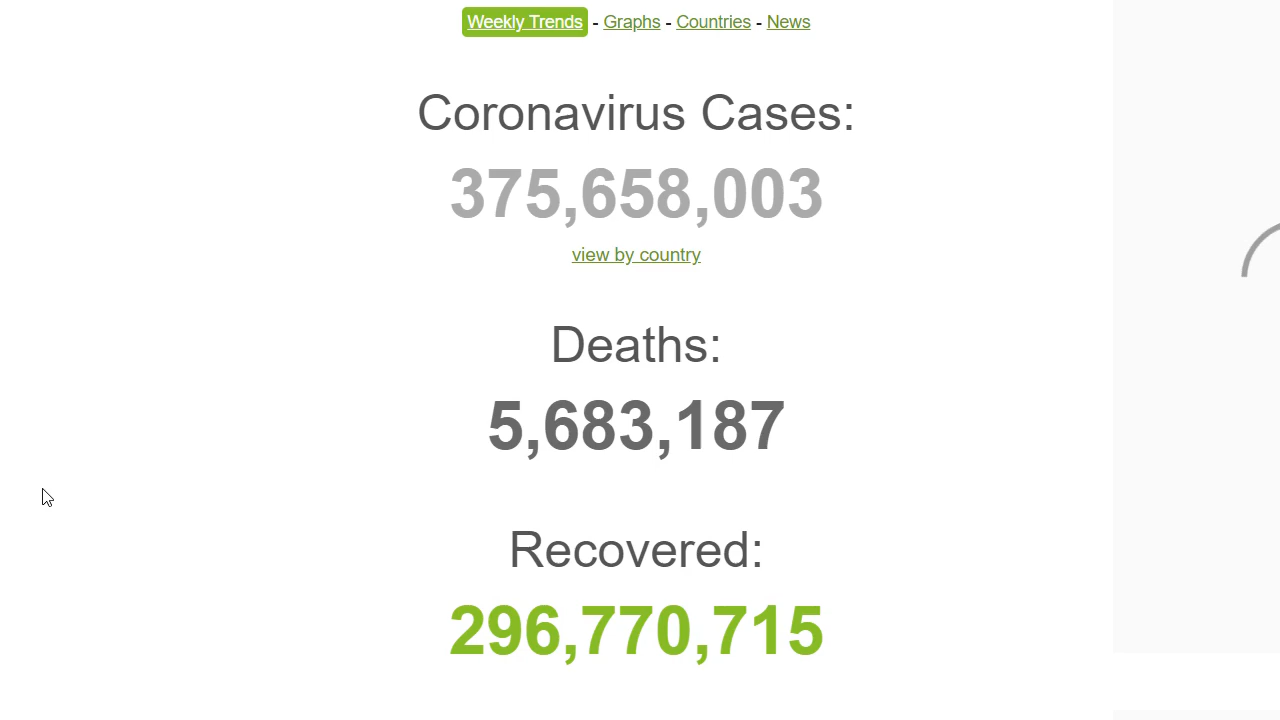 Weekly Trends - Graphs - Countries - News
Coronavirus Cases:
375,658,003
view by country
Deaths:
5,683,187
Recovered:
296,770,715